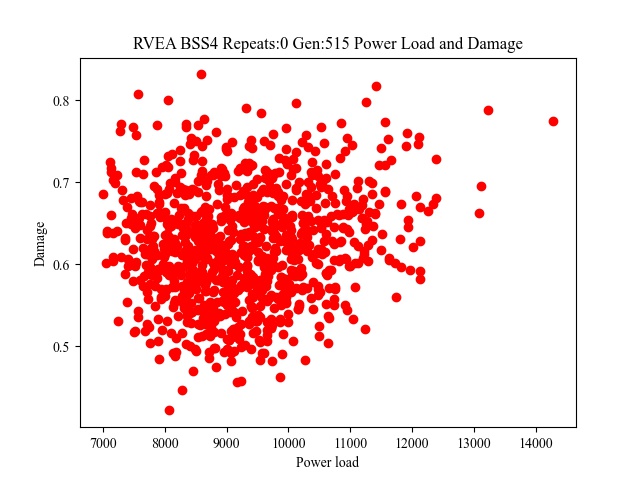 RVEA BSS4 Repeats:0 Gen:515 Power Load and Damage
Damage
0.8
0.7
0.6
0.5
7000 8000 9000 10000 11000 12000 13000 14000
Power load